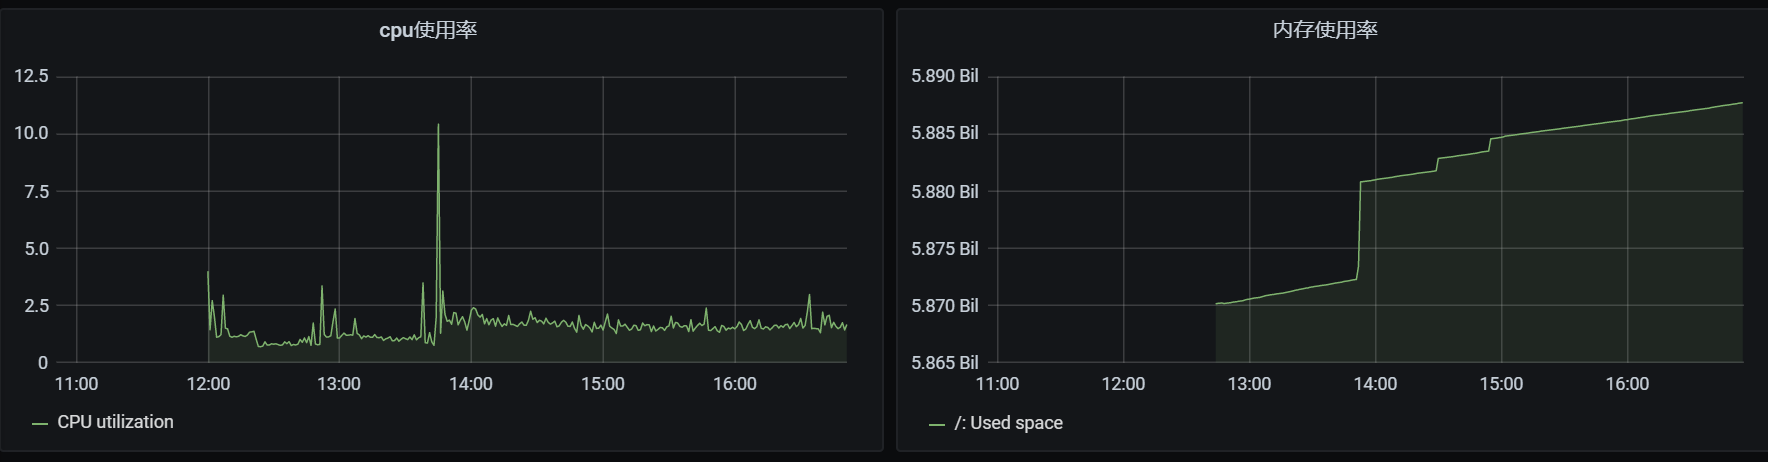 cpu使用率
12.5
10.0
7.5
5.0
2.5
0
11:00 12:00 13:00 14:00 15:00 16:00
CPU utilization
内存使用率
5.890 Bil
5.885 Bil
5.880 Bil
5.875 Bil
5.870 Bil
5.865 Bil
11:00 12:00 13:00 14:00 15:00 16:00
/: Used space